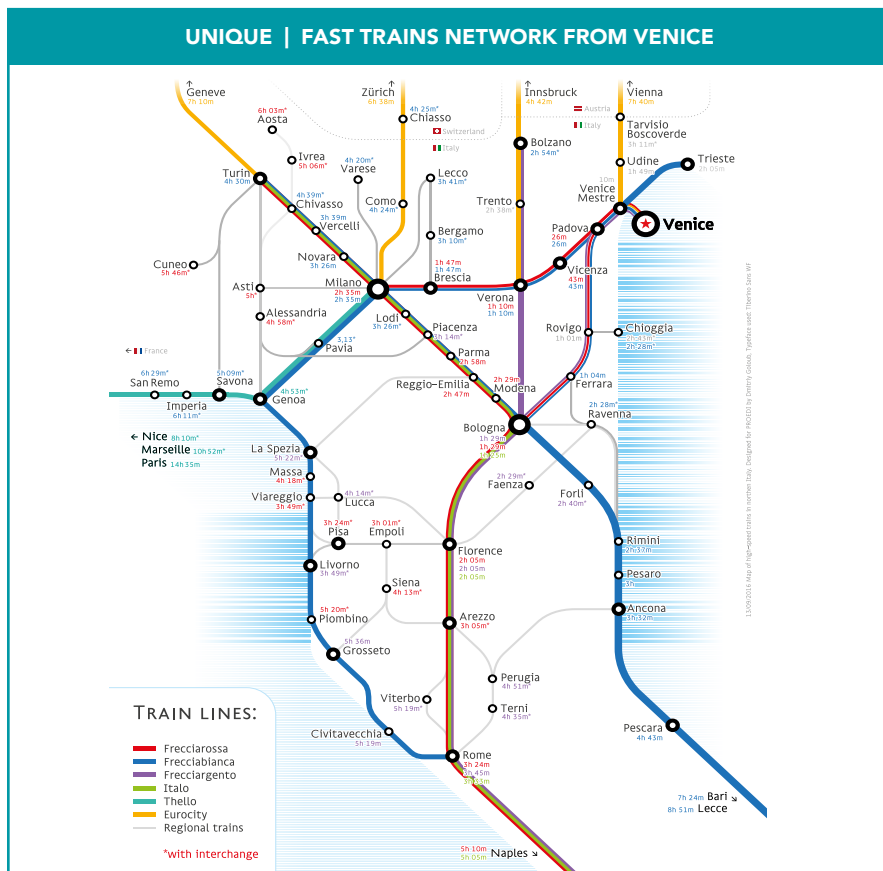 UNIQUE | FAST TRAINS NETWORK FROM VENICE
Geneve
7h 10m
Zürich
6h 38m
Innsbruck
4h 42m
Vienna
7h 40m
6h 03m*
Aosta
4h 25m*
Chiasso
Austria
Italy
Switzerland
Italy
Tarvisio
Boscoverde
3h 11m*
Ivrea
5h 06m*
4h 20m*
Varese
Lecco
3h 41m*
Bolzano
2h 54m*
Udine
1h 49m
Trieste
2h 05m
Turin
4h 30m
4h39m*
Chivasso
Como
4h 24m*
Trento
2h 38m*
10m
Venice
Mestre
Venice
3h 39m
Vercelli
Bergamo
3h 10m*
Padova
26m
26m
Novara
3h 26m
Cuneo
5h 46m*
Milano
2h 35m
2h 35m
1h 47m
1h 47m
Brescia
Vicenza
43m
43m
Asti
5h*
Verona
1h 10m
1h 10m
Alessandria
4h 58m*
Lodi
3h 26m*
Piacenza
3h 14m*
Rovigo
1h 01m
Chioggia
2h 43m*
2h 28m*
3,13*
Pavia
France
Parma
2h 58m
6h 29m*
San Remo
5h09m*
Savona
Imperia
6h 11m*
4h 53m*
Genoa
Reggio-Emilia
2h 47m
2h 29m
Modena
1h 04m
Ferrara
2h 28m*
Ravenna
Bologna
1h 29m
1h 29m
1h 25m
Nice 8h 10m*
Marseille 10h 52m*
Paris 14h 35m
La Spezia
5h 22m*
Massa
4h 18m*
Viareggio
3h 49m*
4h 14m*
Lucca
2h 29m*
Faenza
Forli
2h 40m*
3h 24m*
Pisa
3h 01m*
Empoli
Florence
2h 05m
2h 05m
2h 05m
Rimini
2h 37m
Livorno
3h 49m*
Pesaro
3h
Siena
4h 13m*
5h 20m*
Piombino
Arezzo
3h 05m*
Ancona
3h 32m
5h 36m
Grosseto
Perugia
4h 51m*
Viterbo
5h 19m*
Terni
4h 35m*
Civitavecchia
5h 19m
Pescara
4h 43m
Rome
3h 24m
3h 45m
3h 33m
7h 24m Bari
8h 51m Lecce
5h 10m
5h 05m
Naples
TRAIN LINES:
Frecciarossa
Frecciabianca
Frecciargento
Italo
Thello
Eurocity
Regional trains
*with interchange